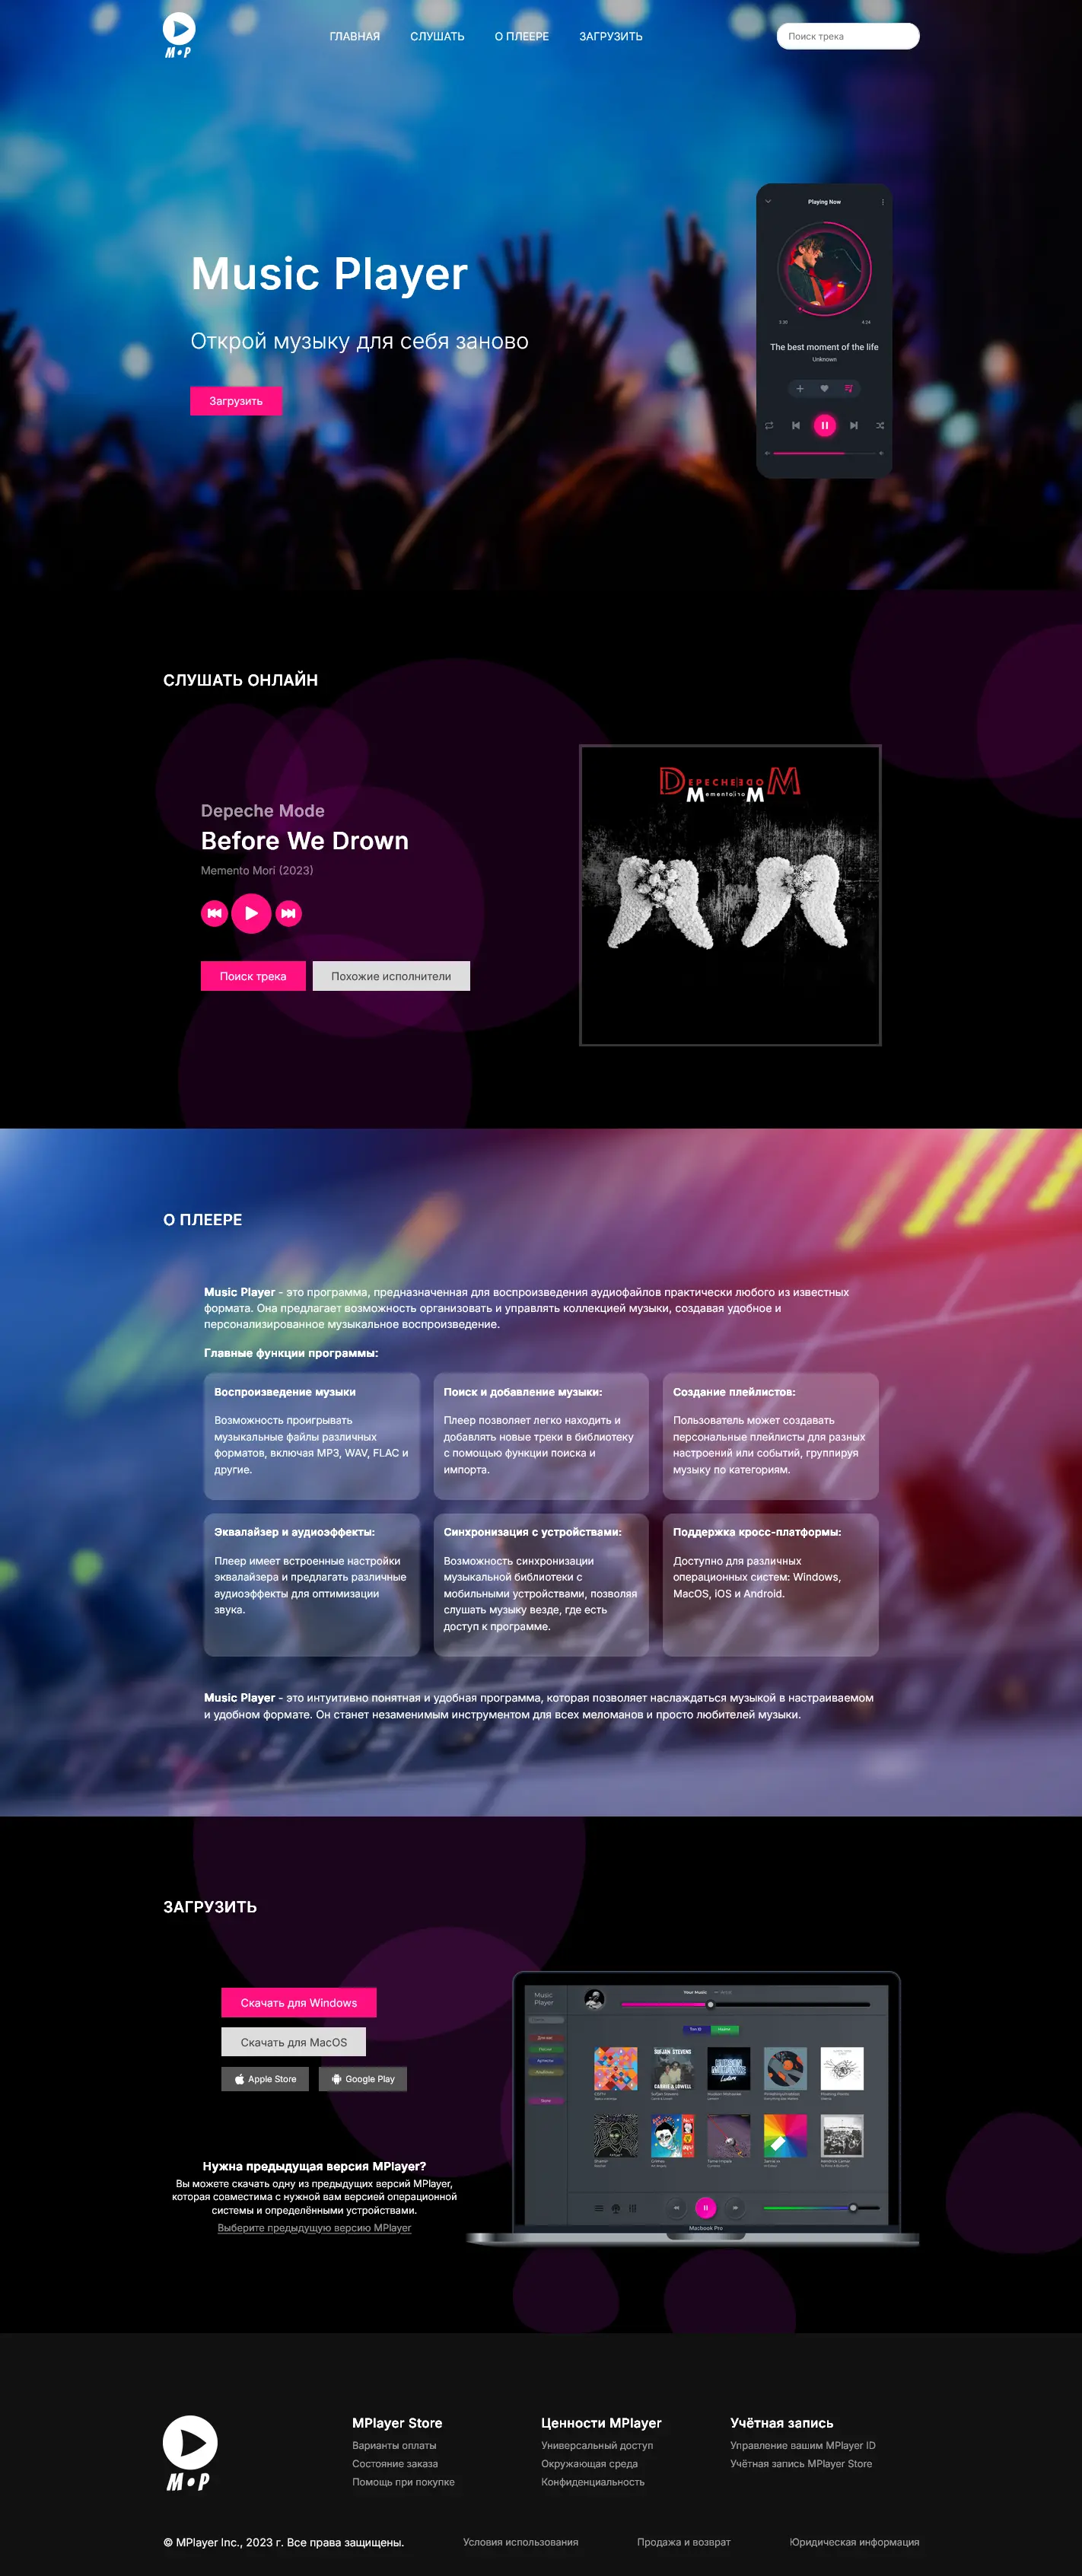 M•P
ГЛАВНАЯ
СЛУШАТЬ
О ПЛЕЕРЕ
ЗАГРУЗИТЬ
Поиск трека
Music Player
Открой музыку для себя заново
Загрузить
Playing Now
The best moment of the life
Unknown
СЛУШАТЬ ОНЛАЙН
Depeche Mode
Before We Drown
Memento Mori (2023)
Поиск трека
Похожие исполнители
О ПЛЕЕРЕ
Music Player - это программа, предназначенная для воспроизведения аудиофайлов практически любого из известных
формата. Она предлагает возможность организовать и управлять коллекцией музыки, создавая удобное и
персонализированное музыкальное воспроизведение.
Главные функции программы:
Воспроизведение музыки
Возможность проигрывать
музыкальные файлы различных
форматов, включая MP3, WAV, FLAC и
другие.
Поиск и добавление музыки:
Плеер позволяет легко находить и
добавлять новые треки в библиотеку
с помощью функции поиска и
импорта.
Создание плейлистов:
Пользователь может создавать
персональные плейлисты для разных
настроений или событий, группируя
музыку по категориям.
Эквалайзер и аудиоэффекты:
Плеер имеет встроенные настройки
эквалайзера и предлагать различные
аудиоэффекты для оптимизации
звука.
Синхронизация с устройствами:
Возможность синхронизации
музыкальной библиотеки с
мобильными устройствами, позволяя
слушать музыку везде, где есть
доступ к программе.
Поддержка кросс-платформы:
Доступно для различных
операционных систем: Windows,
MacOS, iOS и Android.
Music Player - это интуитивно понятная и удобная программа, которая позволяет наслаждаться музыкой в настраиваемом
и удобном формате. Он станет незаменимым инструментом для всех меломанов и просто любителей музыки.
ЗАГРУЗИТЬ
Скачать для Windows
Скачать для MacOS
Apple Store
Google Play
Нужна предыдущая версия MPlayer?
Вы можете скачать одну из предыдущих версий MPlayer,
которая совместима с нужной вам версией операционной
системы и определёнными устройствами.
Выберите предыдущую версию MPlayer
Music
Player
Your Music
Macbook Pro
M•P
MPlayer Store
Варианты оплаты
Состояние заказа
Помощь при покупке
Ценности MPlayer
Универсальный доступ
Окружающая среда
Конфиденциальность
Учётная запись
Управление вашим MPlayer ID
Учётная запись MPlayer Store
© MPlayer Inc., 2023 г. Все права защищены.
Условия использования
Продажа и возврат
Юридическая информация